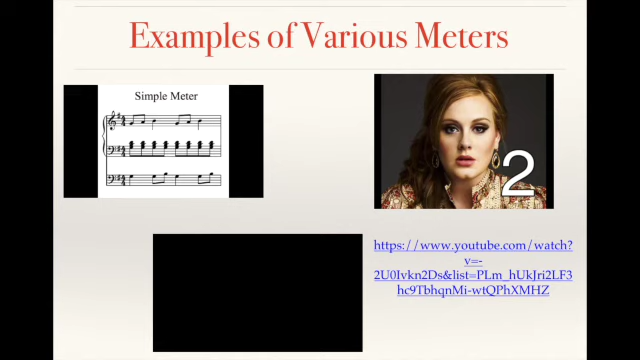 Examples of Various Meters
Simple Meter
2
https://www.youtube.com/watch?
v=-
2U0Ivkn2Ds&list=PLm_hUkJri2LF3
hc9TbhqnMi-wtQPhXMHZ